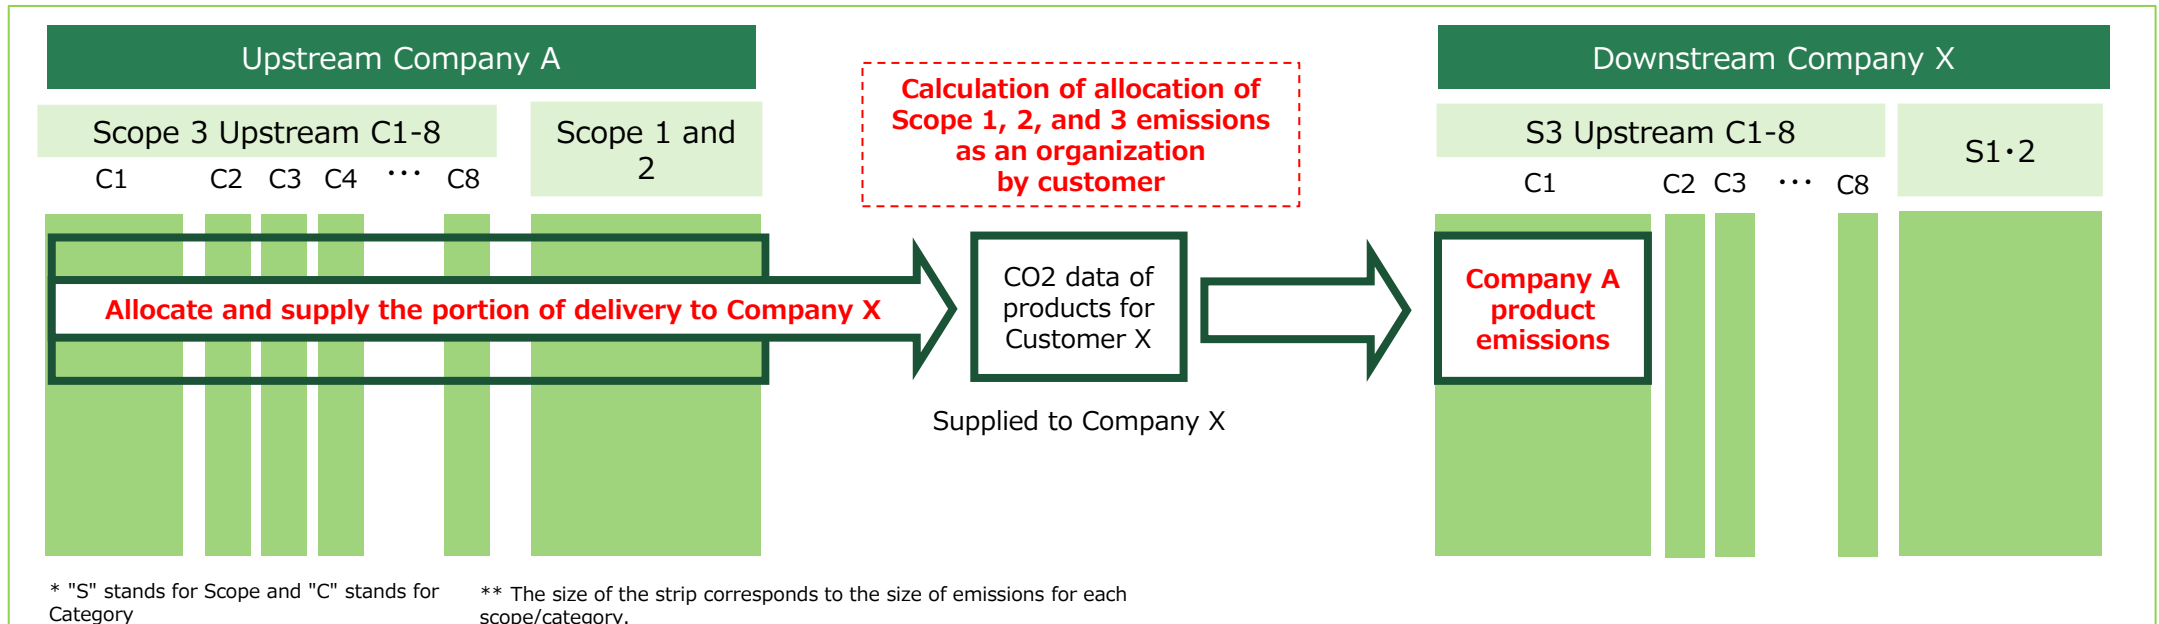 Upstream Company A
Scope 3 Upstream C1-8
Scope 1 and
2
C1 C2 C3 C4 ··· C8
Calculation of allocation of
Scope 1, 2, and 3 emissions
as an organization
by customer
Allocate and supply the portion of delivery to Company X
CO2 data of
products for
Customer X
Supplied to Company X
Downstream Company X
S3 Upstream C1-8
S1・2
C1 C2 C3 ··· C8
Company A
product
emissions
* "S" stands for Scope and "C" stands for
Category
** The size of the strip corresponds to the size of emissions for each
scope/category.